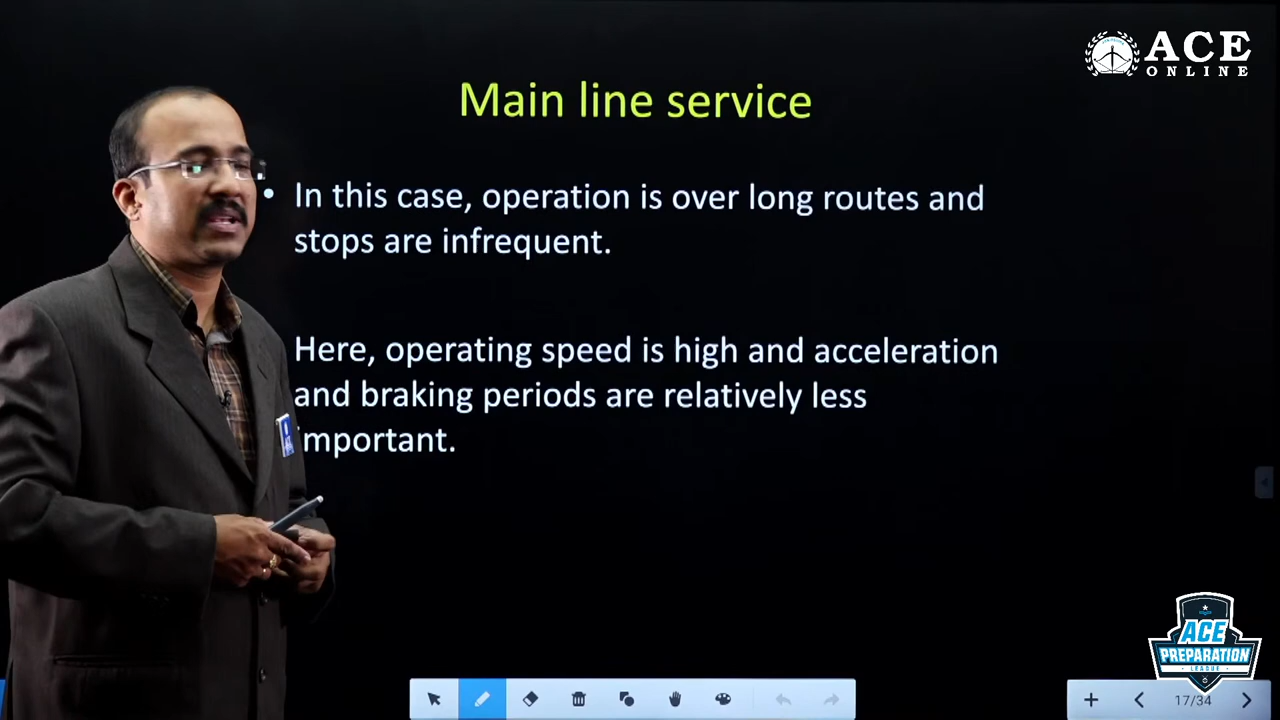 ACE
ONLINE
Main line service
• In this case, operation is over long routes and
stops are infrequent.
Here, operating speed is high and acceleration
and braking periods are relatively less
important.
ACE
PREPARATION
LEAGUE
17/34